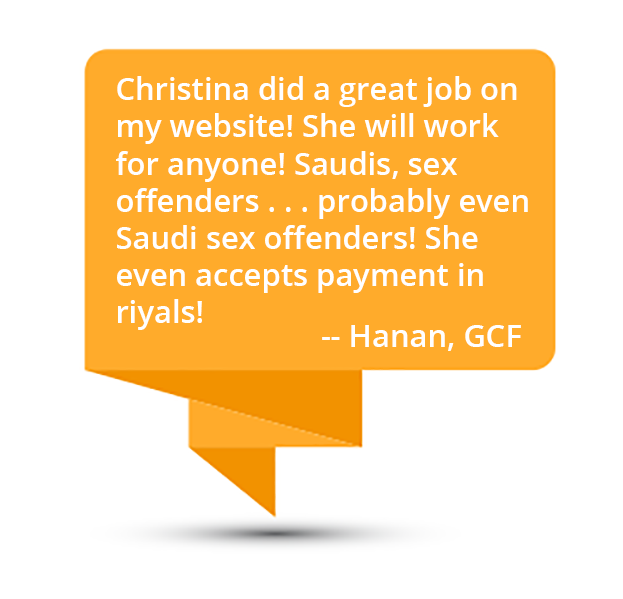 Christina did a great job on
my website! She will work
for anyone! Saudis, sex
offenders . . . probably even
Saudi sex offenders! She
even accepts payment in
riyals!
-- Hanan, GCF